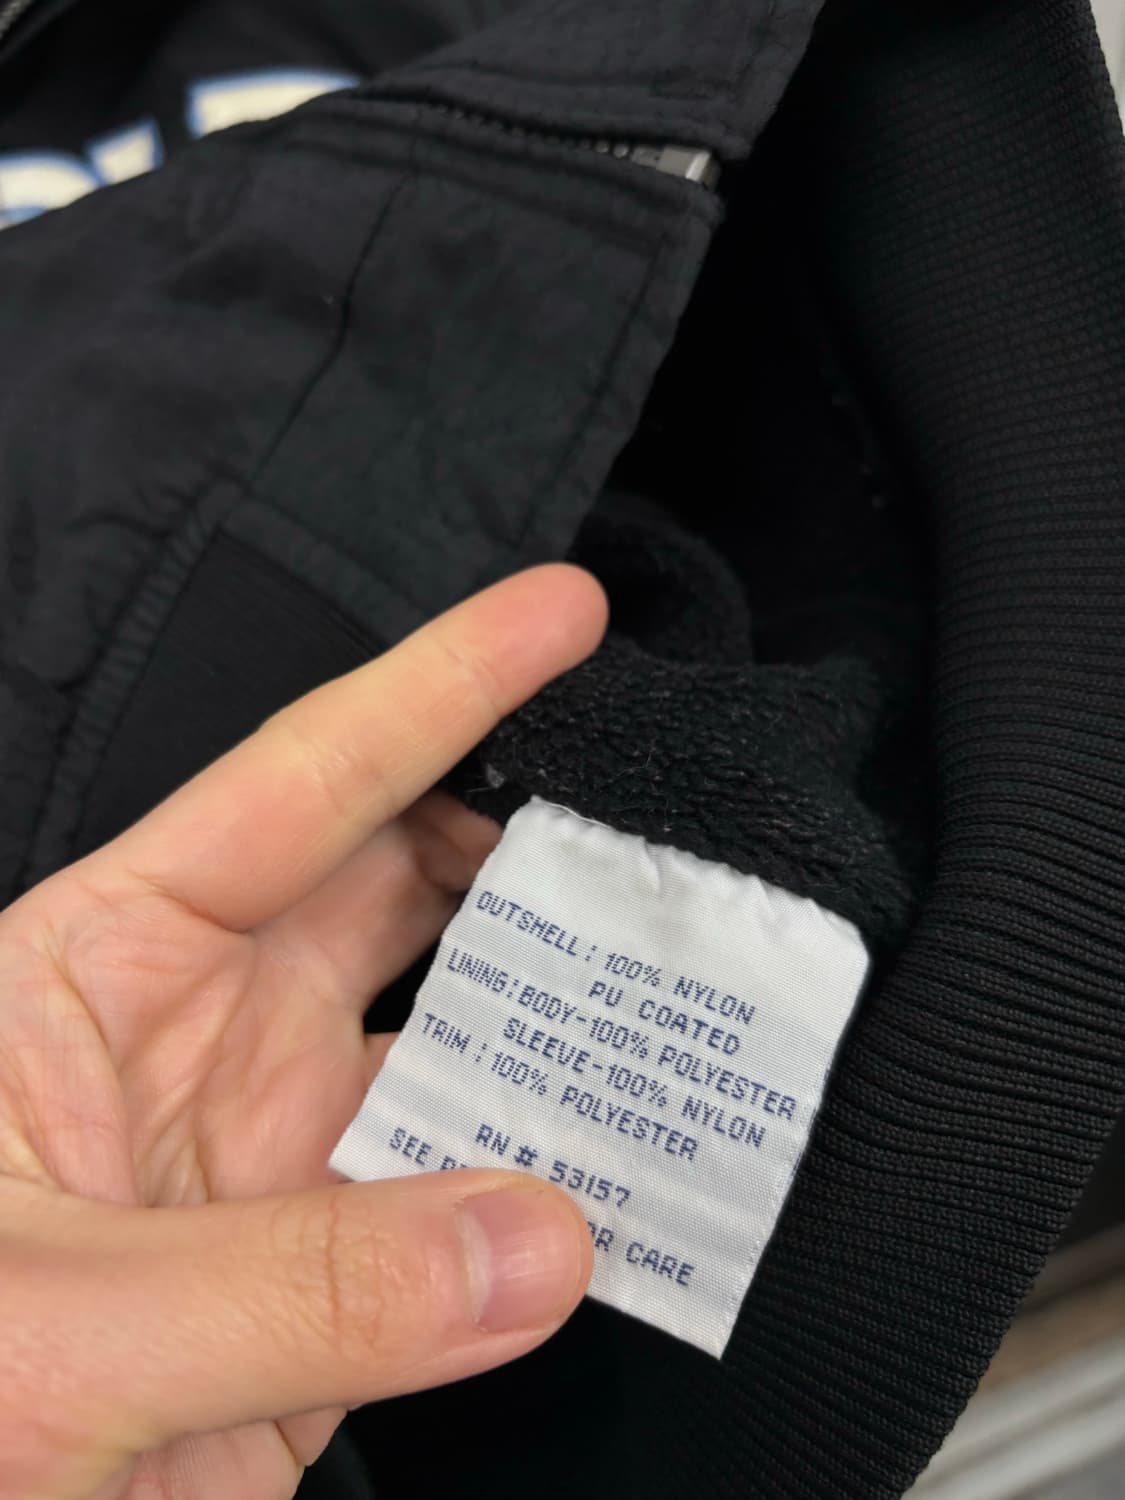 OUTSHELL: 100% NYLON
PU COATED
LINING: BODY-100% POLYESTER
SLEEVE-100% NYLON
TRIM : 100% POLYESTER
RN # 53157
SEE OR CARE